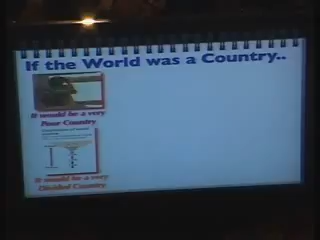 If the World was a Country..
It would be a very
Poor Country
It would be a very
Divided Country